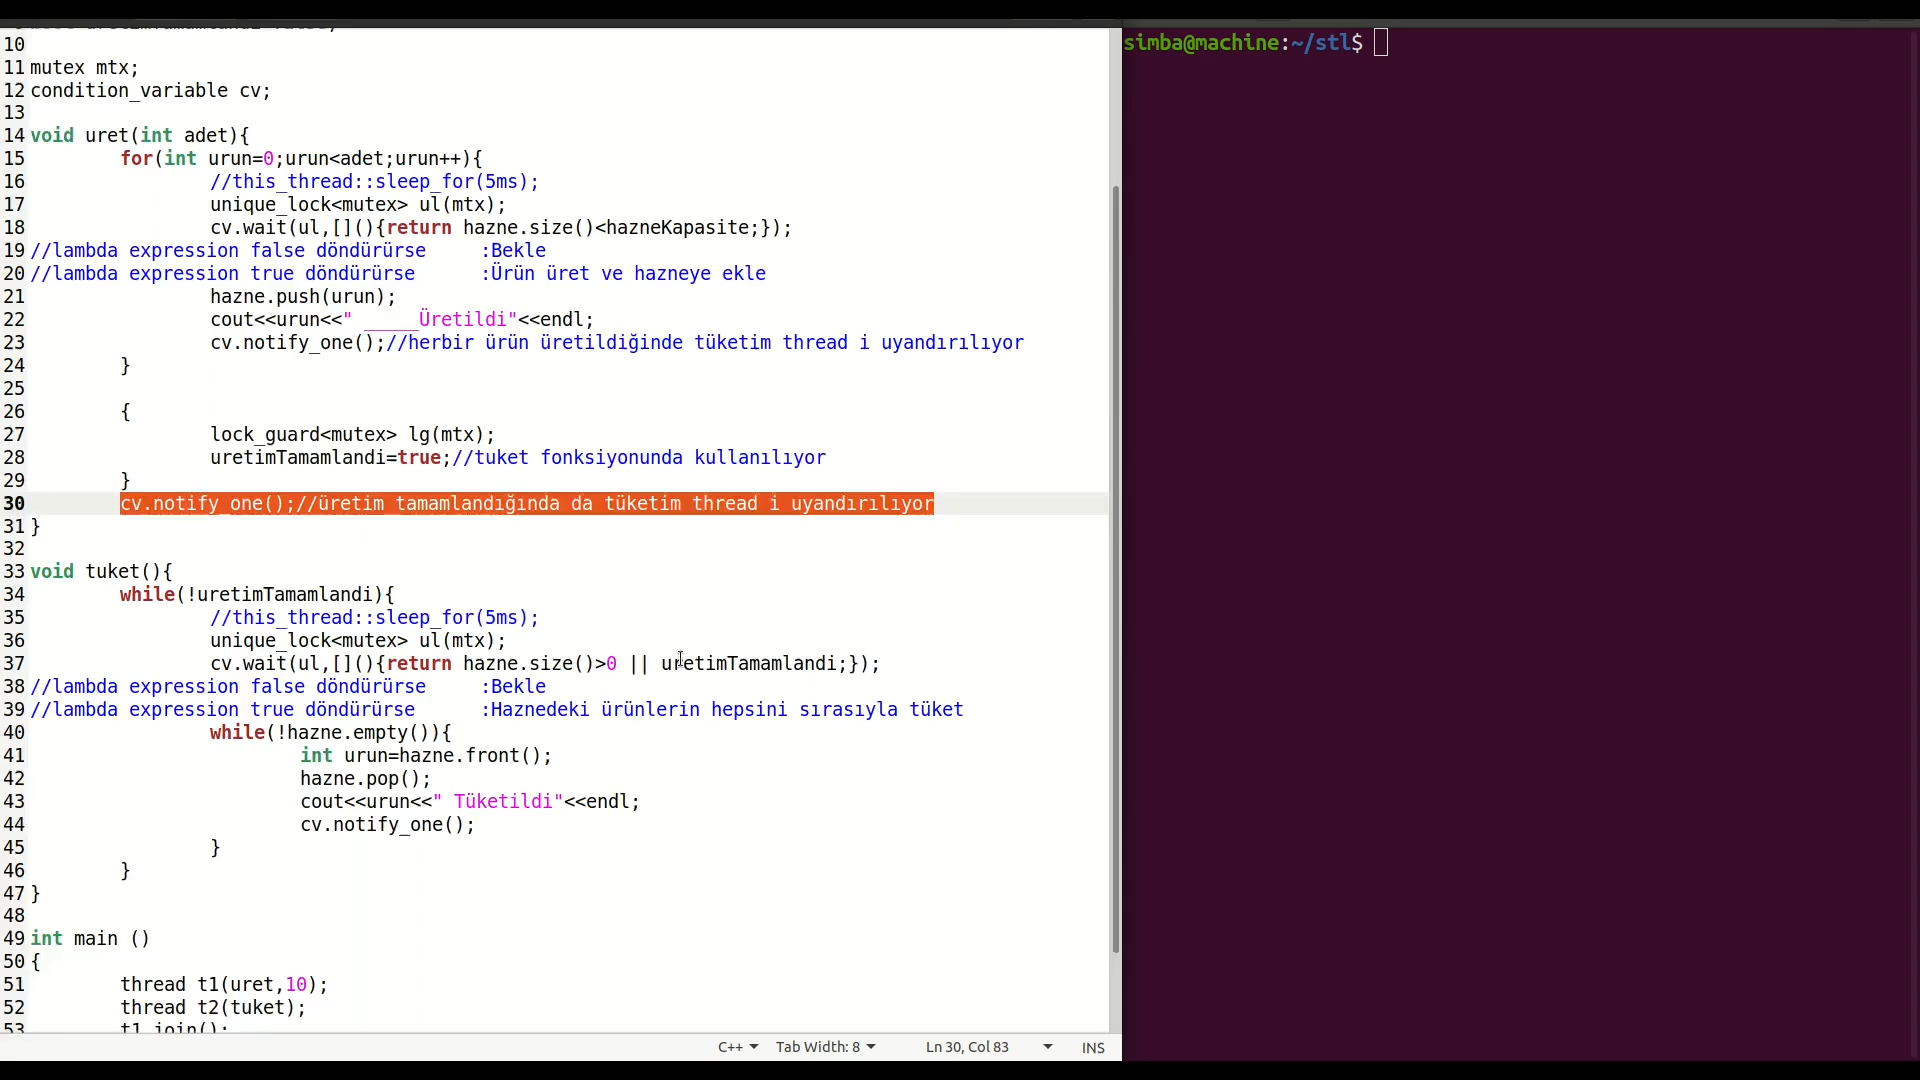 10
11 mutex mtx;
12 condition_variable cv;
13
14 void uret(int adet){
15 for(int urun=0;urun<adet;urun++){
16 //this_thread::sleep_for(5ms);
17 unique_lock<mutex> ul(mtx);
18 cv.wait(ul,[](){return hazne.size()<hazneKapasite;});
19 //lambda expression false döndürürse :Bekle
20 //lambda expression true döndürürse :Ürün üret ve hazneye ekle
21 hazne.push(urun);
22 cout<<urun<<" _____Üretildi"<<endl;
23 cv.notify_one();//herbir ürün üretildiğinde tüketim thread i uyandırılıyor
24 }
25
26 {
27 lock_guard<mutex> lg(mtx);
28 uretimTamamlandi=true;//tuket fonksiyonunda kullanılıyor
29 }
30 cv.notify_one();//üretim tamamlandığında da tüketim thread i uyandırılıyor
31 }
32
33 void tuket(){
34 while(!uretimTamamlandi){
35 //this_thread::sleep_for(5ms);
36 unique_lock<mutex> ul(mtx);
37 cv.wait(ul,[](){return hazne.size()>0 || uretimTamamlandi;});
38 //lambda expression false döndürürse :Bekle
39 //lambda expression true döndürürse :Haznedeki ürünlerin hepsini sırasıyla tüket
40 while(!hazne.empty()){
41 int urun=hazne.front();
42 hazne.pop();
43 cout<<urun<<" Tüketildi"<<endl;
44 cv.notify_one();
45 }
46 }
47 }
48
49 int main ()
50 {
51 thread t1(uret,10);
52 thread t2(tuket);
53 t1.join();
C++ Tab Width: 8 Ln 30, Col 83 INS
simba@machine:~/stl$